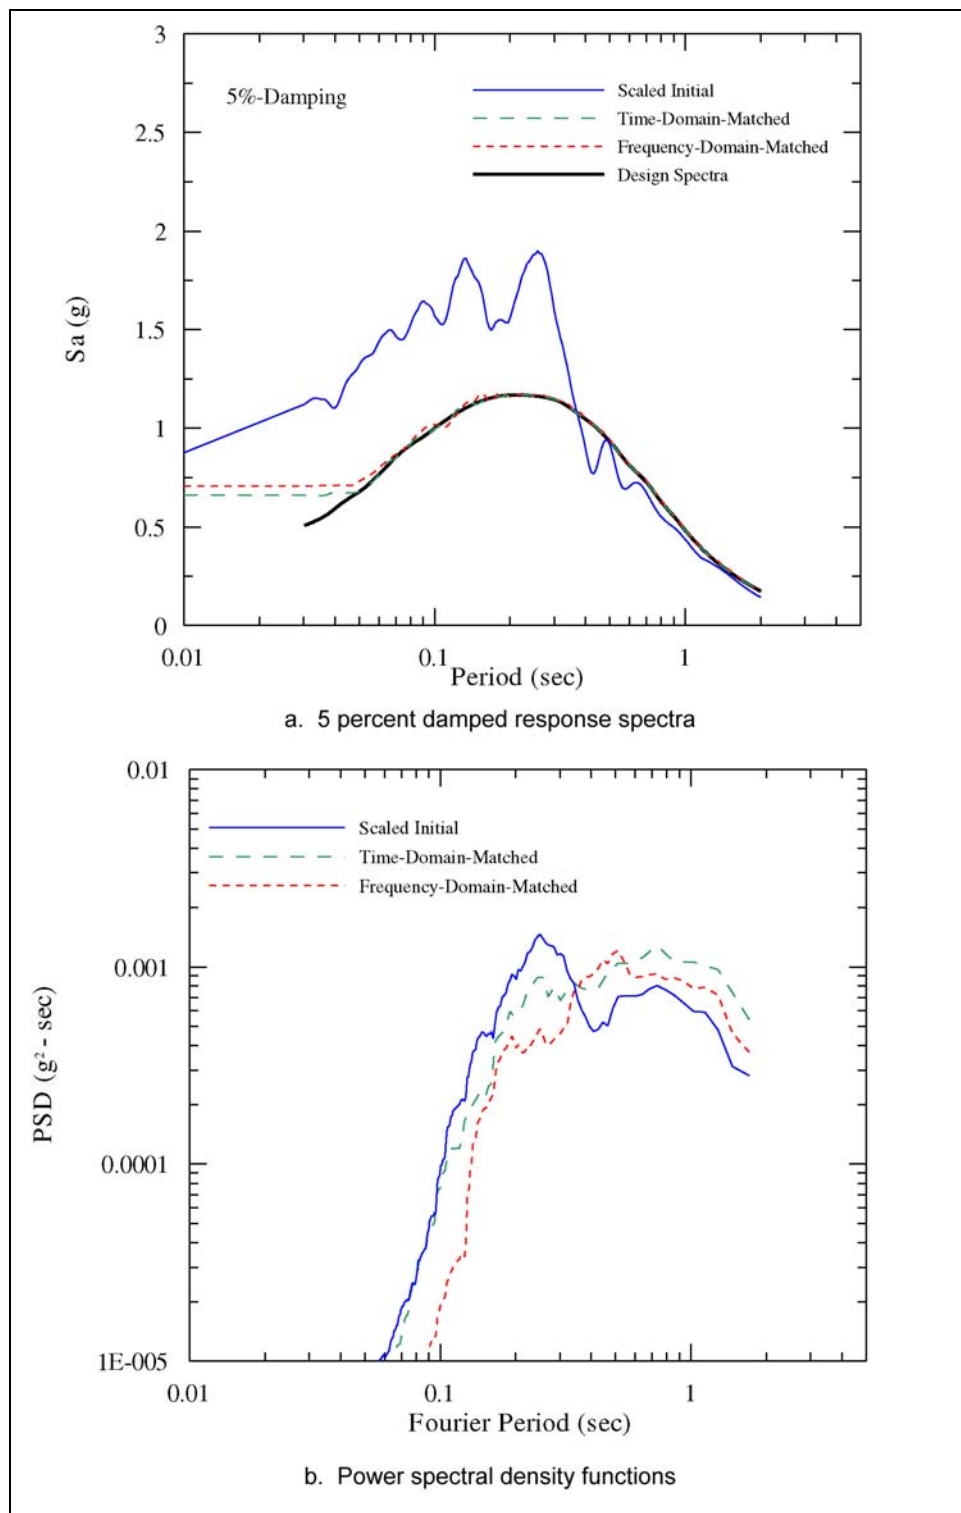 3
5%-Damping
Scaled Initial
Time-Domain-Matched
Frequency-Domain-Matched
Design Spectra
2.5
2
1.5
1
0.5
0
Sa (g)
0.01
0.1
1
Period (sec)
a. 5 percent damped response spectra
0.01
Scaled Initial
Time-Domain-Matched
Frequency-Domain-Matched
0.001
0.0001
1E-005
PSD (g² - sec)
0.01
0.1
1
Fourier Period (sec)
b. Power spectral density functions